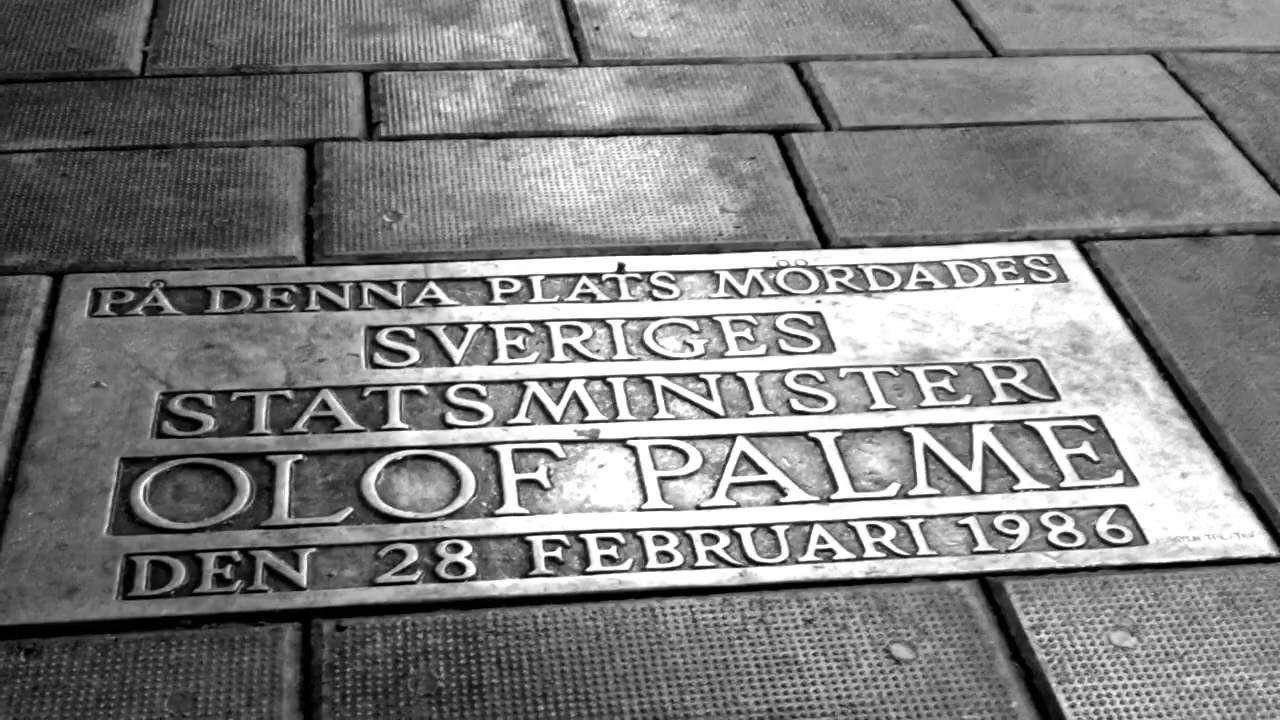 PÅ DENNA PLATS MÖRDADES
SVERIGES
STATSMINISTER
OLOF PALME
DEN 28 FEBRUARI 1986